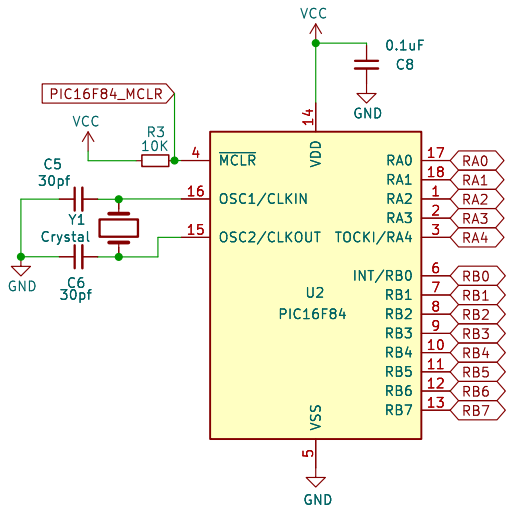 VCC
0.1uF
C8
GND
PIC16F84_MCLR
VCC
R3
10K
14
VDD
4
MCLR
RA0
17
RA0
RA1
18
RA1
C5
30pf
16
OSC1/CLKIN
RA2
1
RA2
Y1
RA3
2
RA3
Crystal
15
OSC2/CLKOUT
TOCKI/RA4
3
RA4
GND
C6
30pf
INT/RB0
6
RB0
U2
RB1
7
RB1
PIC16F84
RB2
8
RB2
RB3
9
RB3
RB4
10
RB4
RB5
11
RB5
RB6
12
RB6
RB7
13
RB7
VSS
5
GND